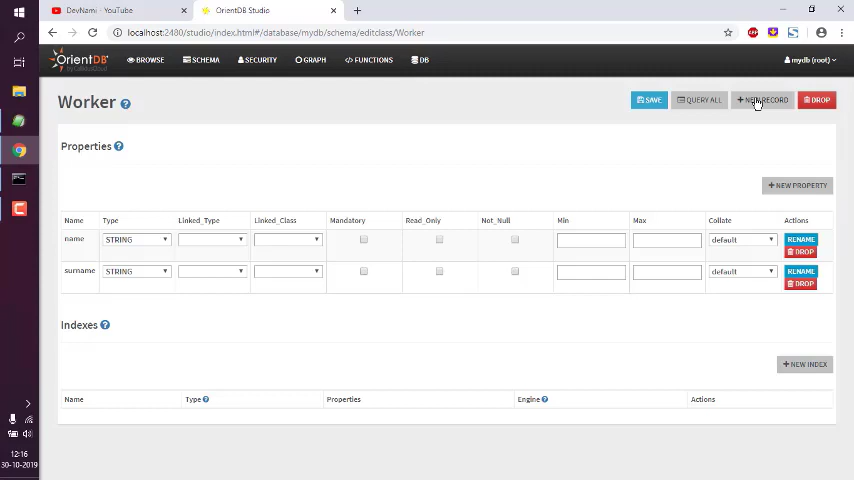 DevNami - YouTube
OrientDB Studio
localhost:2480/studio/index.html#/database/mydb/schema/editclass/Worker
OrientDB
BROWSE
SCHEMA
SECURITY
GRAPH
FUNCTIONS
DB
mydb (root)
Worker
SAVE
QUERY ALL
NEW RECORD
DROP
Properties
NEW PROPERTY
Name Type Linked_Type Linked_Class Mandatory Read_Only Not_Null Min Max Collate Actions
name STRING default RENAME
DROP
surname STRING default RENAME
DROP
Indexes
NEW INDEX
Name Type Properties Engine Actions
12:16
30-10-2019